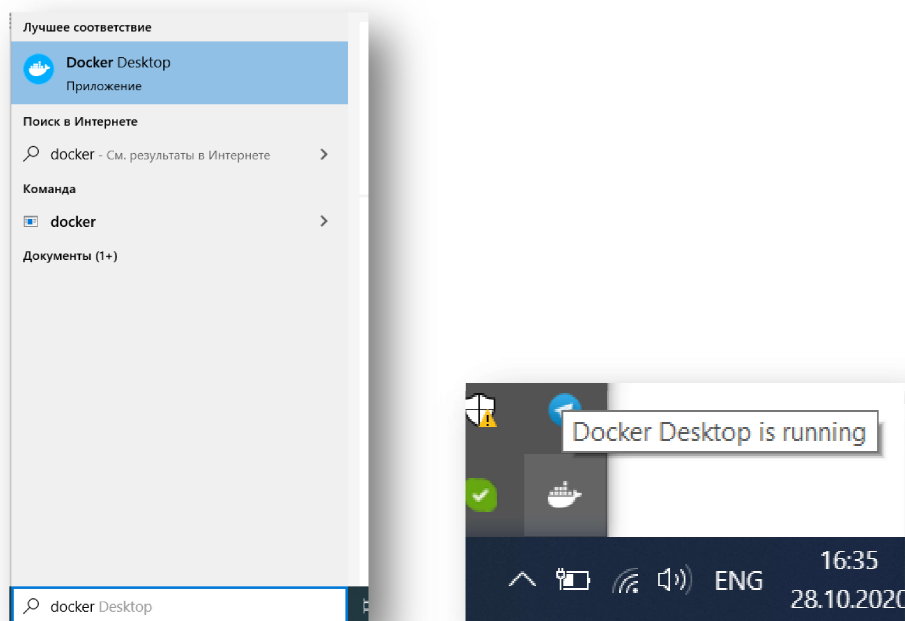 Лучшее соответствие
Docker Desktop
Приложение
Поиск в Интернете
docker - См. результаты в Интернете
Команда
docker
Документы (1+)
docker Desktop
Docker Desktop is running
ENG
16:35
28.10.2020